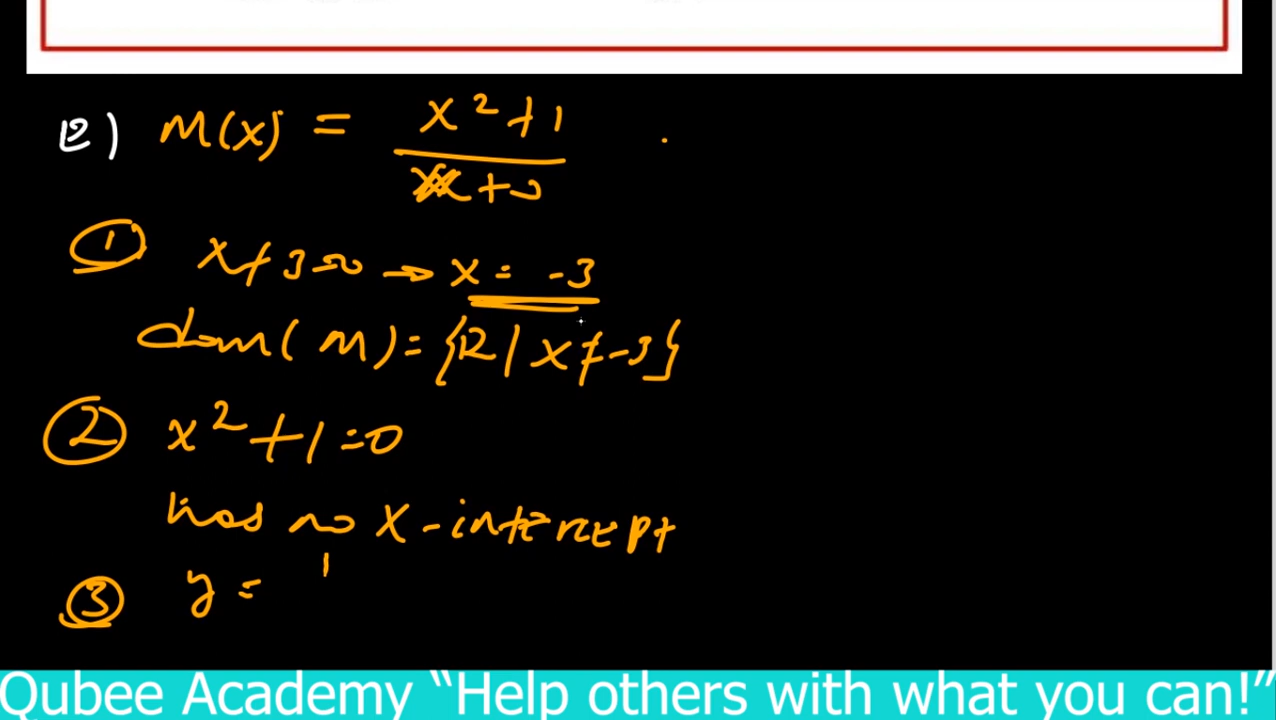 e) M(x) = x²+1
x+3
① x+3=0 → x = -3
dom(M) = {R | x ≠ -3}
② x²+1=0
has no x-intercept
③ y = 1
Qubee Academy “Help others with what you can!”